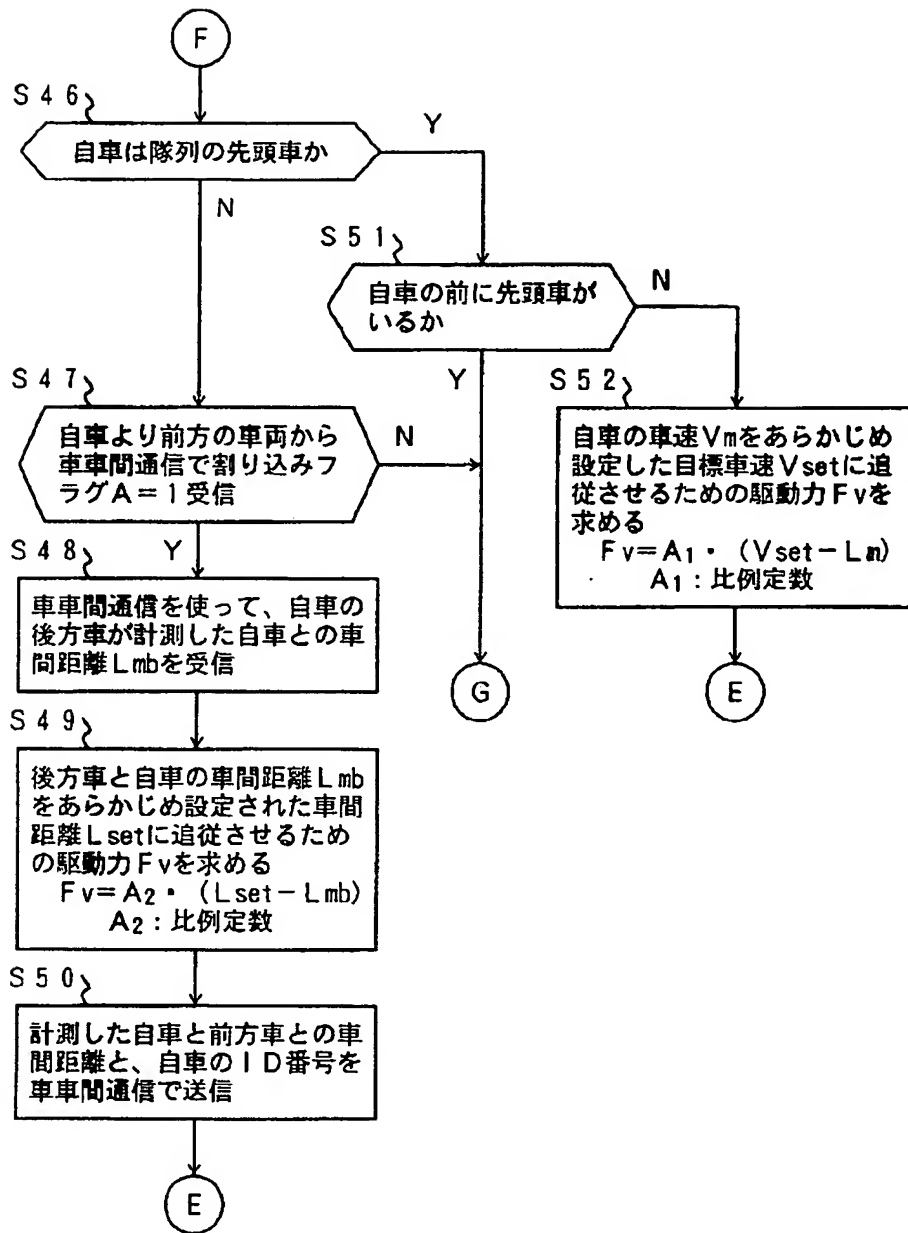 F
S46
自車は隊列の先頭車か
Y
N
S51
自車の前に先頭車が
いるか
N
Y
S47
自車より前方の車両から
車車間通信で割り込みフ
ラグA=1受信
N
Y
S52
自車の車速Vmをあらかじめ
設定した目標車速Vsetに追
従させるための駆動力Fvを
求める
Fv=A1・(Vset-Lm)
A1:比例定数
S48
車車間通信を使って、自車の
後方車が計測した自車との車
間距離Lmbを受信
G
E
S49
後方車と自車の車間距離Lmb
をあらかじめ設定された車間
距離Lsetに追従させるため
の駆動力Fvを求める
Fv=A2・(Lset-Lmb)
A2:比例定数
S50
計測した自車と前方車との車
間距離と、自車のID番号を
車車間通信で送信
E